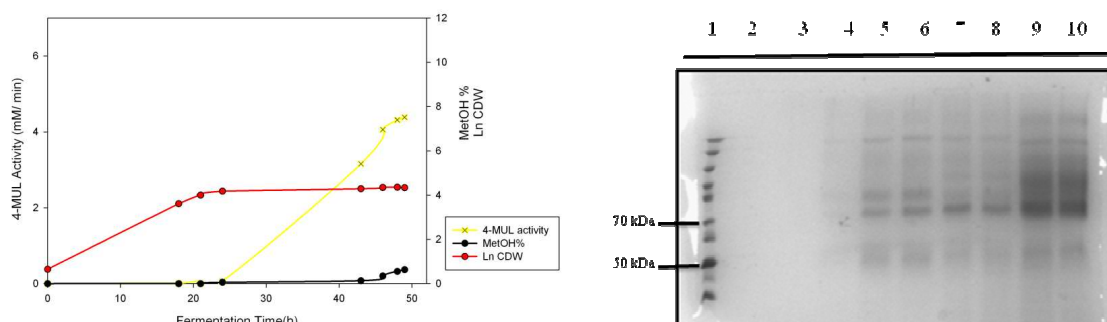 4-MUL Activity (mM/ min)
6
4
2
0
12
10
8
6
4
2
0
MetOH %
Ln CDW
4-MUL activity
MetOH%
Ln CDW
0 10 20 30 40 50
Fermentation Time(h)
1 2 3 4 5 6 8 9 10
70 kDa
50 kDa